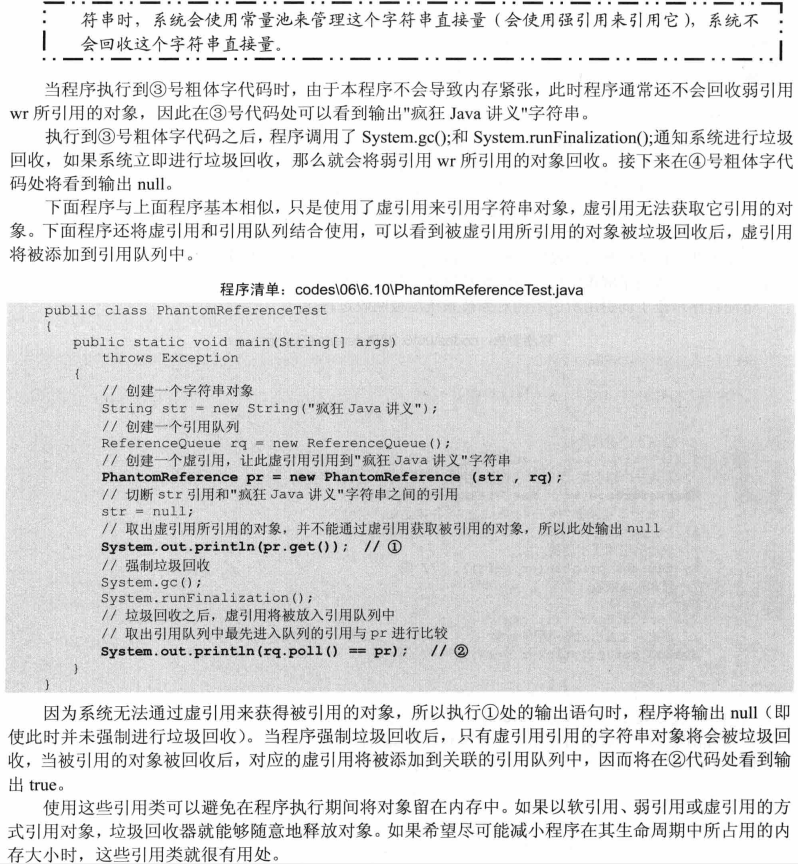 符串时，系统会使用常量池来管理这个字符串直接量（会使用强引用来引用它），系统不
会回收这个字符串直接量。
当程序执行到③号粗体字代码时，由于本程序不会导致内存紧张，此时程序通常还不会回收弱引用
wr 所引用的对象，因此在③号代码处可以看到输出"疯狂 Java 讲义"字符串。
执行到③号粗体字代码之后，程序调用了 System.gc();和 System.runFinalization();通知系统进行垃圾
回收，如果系统立即进行垃圾回收，那么就会将弱引用 wr 所引用的对象回收。接下来在④号粗体字代
码处将看到输出 null。
下面程序与上面程序基本相似，只是使用了虚引用来引用字符串对象，虚引用无法获取它引用的对
象。下面程序还将虚引用和引用队列结合使用，可以看到被虚引用所引用的对象被垃圾回收后，虚引用
将被添加到引用队列中。
程序清单：codes\06\6.10\PhantomReferenceTest.java
public class PhantomReferenceTest
{
public static void main(String[] args)
throws Exception
{
// 创建一个字符串对象
String str = new String("疯狂 Java 讲义");
// 创建一个引用队列
ReferenceQueue rq = new ReferenceQueue();
// 创建一个虚引用，让此虚引用引用到"疯狂 Java 讲义"字符串
PhantomReference pr = new PhantomReference (str , rq);
// 切断 str 引用和"疯狂 Java 讲义"字符串之间的引用
str = null;
// 取出虚引用所引用的对象，并不能通过虚引用获取被引用的对象，所以此处输出 null
System.out.println(pr.get()); // ①
// 强制垃圾回收
System.gc();
System.runFinalization();
// 垃圾回收之后，虚引用将被放入引用队列中
// 取出引用队列中最先进入队列的引用与 pr 进行比较
System.out.println(rq.poll() == pr); // ②
}
}
因为系统无法通过虚引用来获得被引用的对象，所以执行①处的输出语句时，程序将输出 null（即
使此时并未强制进行垃圾回收）。当程序强制垃圾回收后，只有虚引用引用的字符串对象将会被垃圾回
收，当被引用的对象被回收后，对应的虚引用将被添加到关联的引用队列中，因而将在②代码处看到输
出 true。
使用这些引用类可以避免在程序执行期间将对象留在内存中。如果以软引用、弱引用或虚引用的方
式引用对象，垃圾回收器就能够随意地释放对象。如果希望尽可能减小程序在其生命周期中所占用的内
存大小时，这些引用类就很有用处。